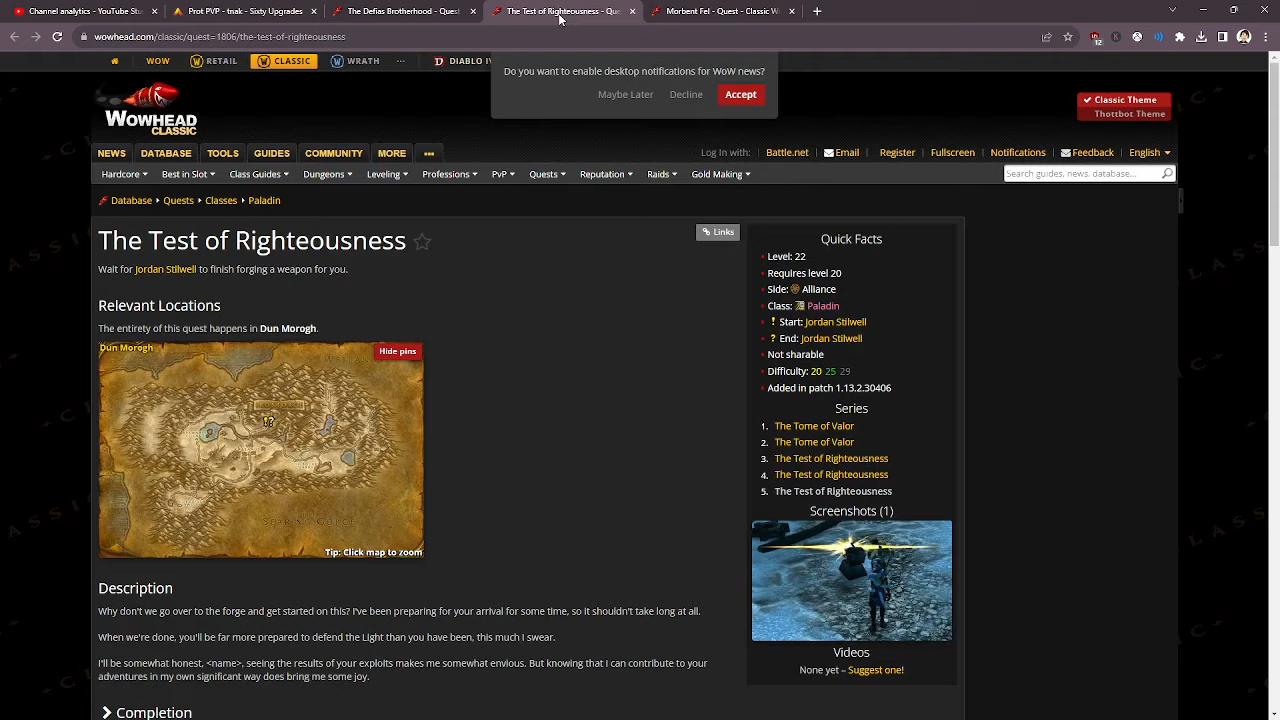 Channel analytics - YouTube Stu
Prot PVP - tnak - Sixty Upgrades
The Defias Brotherhood - Quest
The Test of Righteousness - Que
Morbent Fel - Quest - Classic W
wowhead.com/classic/quest=1806/the-test-of-righteousness
12
WOW RETAIL CLASSIC WRATH ... DIABLO IV
Do you want to enable desktop notifications for WoW news?
Maybe Later Decline Accept
WOWHEAD
CLASSIC
Classic Theme
Thottbot Theme
NEWS DATABASE TOOLS GUIDES COMMUNITY MORE ...
Log In with: Battle.net Email Register Fullscreen Notifications Feedback English
Hardcore Best in Slot Class Guides Dungeons Leveling Professions PvP Quests Reputation Raids Gold Making
Search guides, news, database...
Database Quests Classes Paladin
The Test of Righteousness
Links
Wait for Jordan Stilwell to finish forging a weapon for you.
Relevant Locations
The entirety of this quest happens in Dun Morogh.
Dun Morogh
Hide pins
Tip: Click map to zoom
Description
Why don't we go over to the forge and get started on this? I've been preparing for your arrival for some time, so it shouldn't take long at all.
When we're done, you'll be far more prepared to defend the Light than you have been, this much I swear.
I'll be somewhat honest, <name>, seeing the results of your exploits makes me somewhat envious. But knowing that I can contribute to your
adventures in my own significant way does bring me some joy.
Completion
Quick Facts
Level: 22
Requires level 20
Side: Alliance
Class: Paladin
! Start: Jordan Stilwell
? End: Jordan Stilwell
Not sharable
Difficulty: 20 25 29
Added in patch 1.13.2.30406
Series
1. The Tome of Valor
2. The Tome of Valor
3. The Test of Righteousness
4. The Test of Righteousness
5. The Test of Righteousness
Screenshots (1)
Videos
None yet – Suggest one!